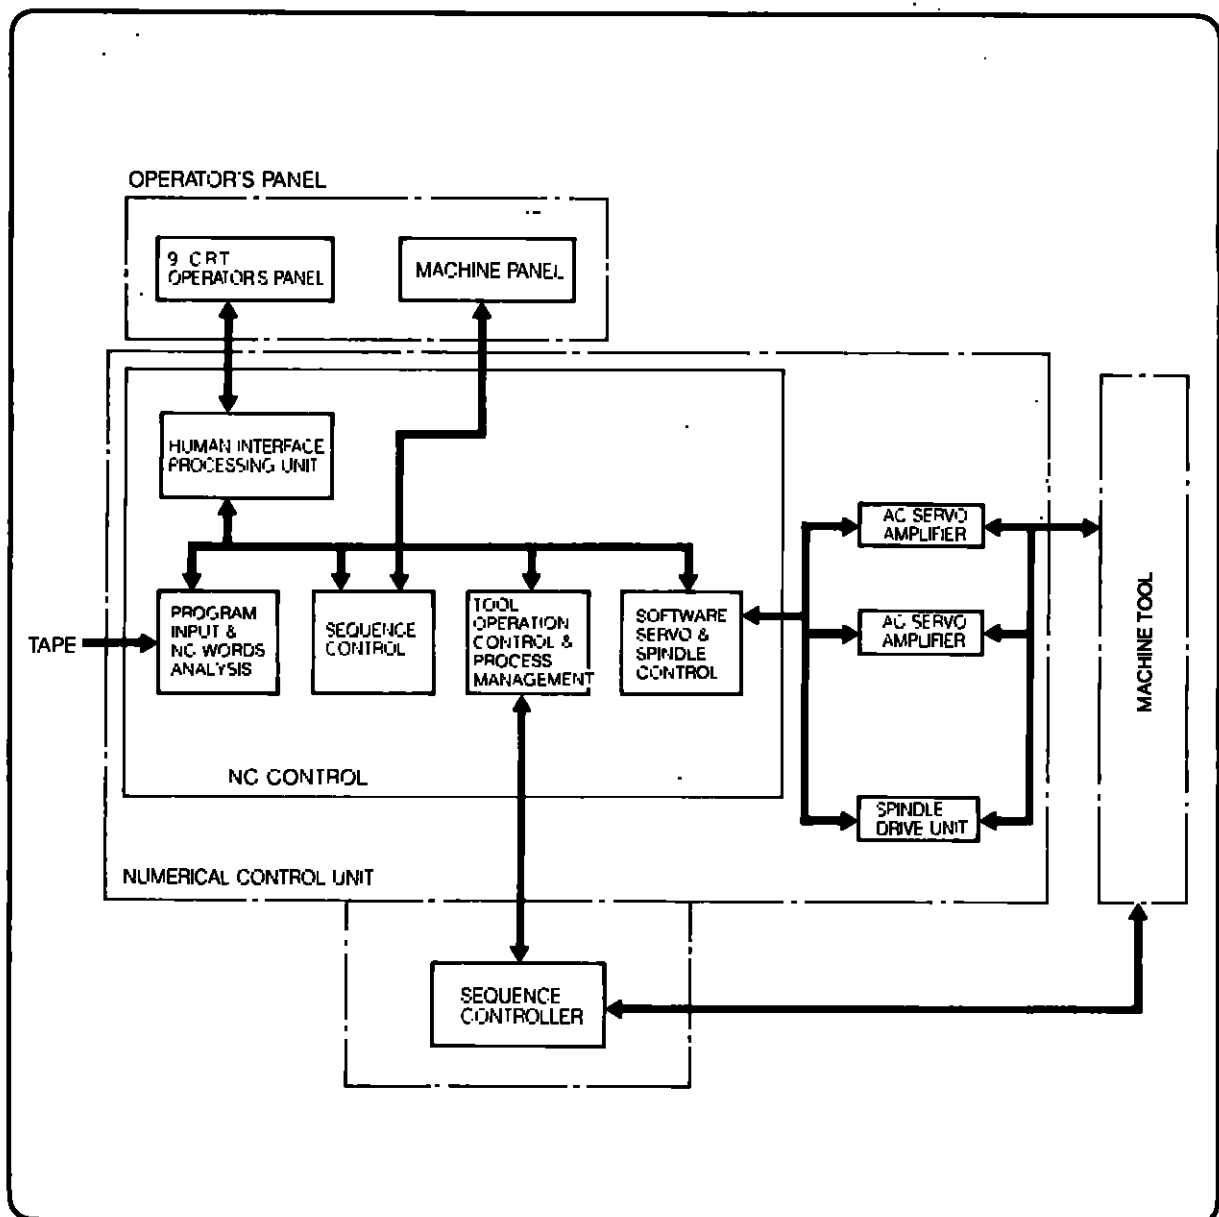 OPERATOR'S PANEL
9 CRT
OPERATOR'S PANEL
MACHINE PANEL
HUMAN INTERFACE
PROCESSING UNIT
TAPE
PROGRAM
INPUT &
NC WORDS
ANALYSIS
SEQUENCE
CONTROL
TOOL
OPERATION
CONTROL &
PROCESS
MANAGEMENT
SOFTWARE
SERVO &
SPINDLE
CONTROL
AC SERVO
AMPLIFIER
AC SERVO
AMPLIFIER
SPINDLE
DRIVE UNIT
MACHINE TOOL
NC CONTROL
NUMERICAL CONTROL UNIT
SEQUENCE
CONTROLLER